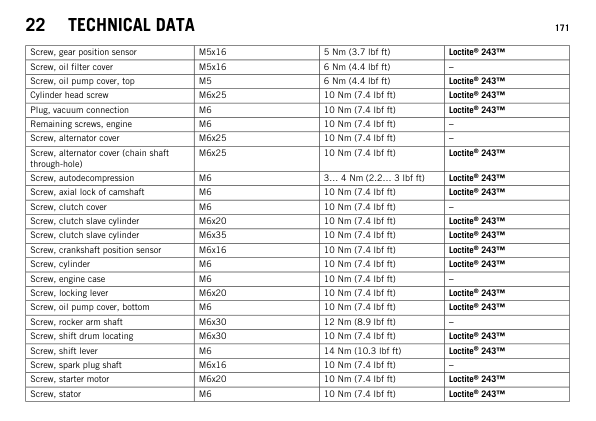 22 TECHNICAL DATA 171
Screw, gear position sensor M5x16 5 Nm (3.7 lbf ft) Loctite® 243™
Screw, oil filter cover M5x16 6 Nm (4.4 lbf ft) –
Screw, oil pump cover, top M5 6 Nm (4.4 lbf ft) Loctite® 243™
Cylinder head screw M6x25 10 Nm (7.4 lbf ft) Loctite® 243™
Plug, vacuum connection M6 10 Nm (7.4 lbf ft) Loctite® 243™
Remaining screws, engine M6 10 Nm (7.4 lbf ft) –
Screw, alternator cover M6x25 10 Nm (7.4 lbf ft) –
Screw, alternator cover (chain shaft M6x25 10 Nm (7.4 lbf ft) Loctite® 243™
through-hole)
Screw, autodecompression M6 3… 4 Nm (2.2… 3 lbf ft) Loctite® 243™
Screw, axial lock of camshaft M6 10 Nm (7.4 lbf ft) Loctite® 243™
Screw, clutch cover M6 10 Nm (7.4 lbf ft) –
Screw, clutch slave cylinder M6x20 10 Nm (7.4 lbf ft) Loctite® 243™
Screw, clutch slave cylinder M6x35 10 Nm (7.4 lbf ft) Loctite® 243™
Screw, crankshaft position sensor M6x16 10 Nm (7.4 lbf ft) Loctite® 243™
Screw, cylinder M6 10 Nm (7.4 lbf ft) Loctite® 243™
Screw, engine case M6 10 Nm (7.4 lbf ft) –
Screw, locking lever M6x20 10 Nm (7.4 lbf ft) Loctite® 243™
Screw, oil pump cover, bottom M6 10 Nm (7.4 lbf ft) Loctite® 243™
Screw, rocker arm shaft M6x30 12 Nm (8.9 lbf ft) –
Screw, shift drum locating M6x30 10 Nm (7.4 lbf ft) Loctite® 243™
Screw, shift lever M6 14 Nm (10.3 lbf ft) Loctite® 243™
Screw, spark plug shaft M6x16 10 Nm (7.4 lbf ft) –
Screw, starter motor M6x20 10 Nm (7.4 lbf ft) Loctite® 243™
Screw, stator M6 10 Nm (7.4 lbf ft) Loctite® 243™